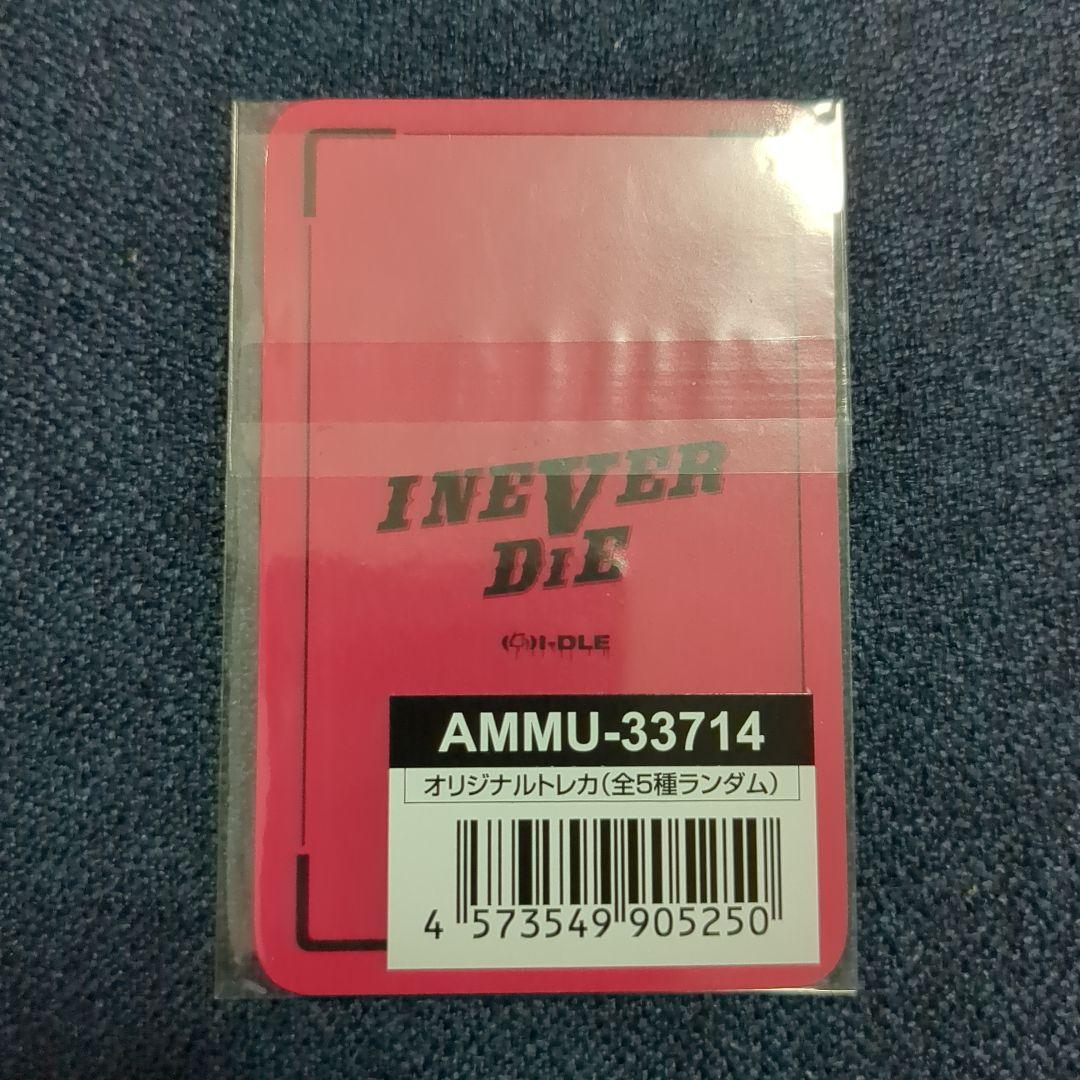 I NEVER
DIE
(G)I-DLE
AMMU-33714
オリジナルトレカ(全5種ランダム)
4 573549 905250